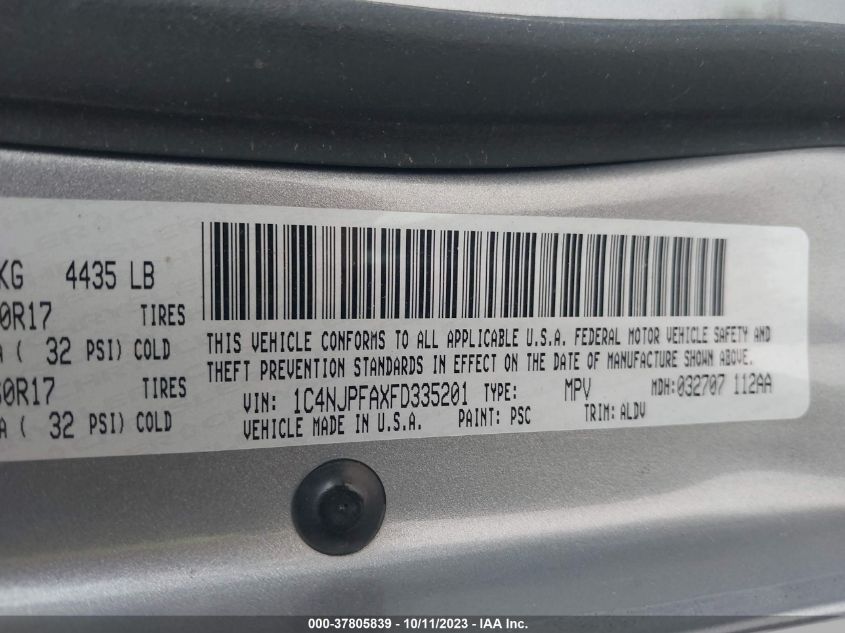 KG 4435 LB
0R17 TIRES
A ( 32 PSI) COLD
60R17 TIRES
A ( 32 PSI) COLD
THIS VEHICLE CONFORMS TO ALL APPLICABLE U.S.A. FEDERAL MOTOR VEHICLE SAFETY AND
THEFT PREVENTION STANDARDS IN EFFECT ON THE DATE OF MANUFACTURE SHOWN ABOVE.
VIN: 1C4NJPFAXFD335201 TYPE: MPV MDH:032707 112AA
VEHICLE MADE IN U.S.A. PAINT: PSC TRIM: ALDV
000-37805839 - 10/11/2023 - IAA Inc.